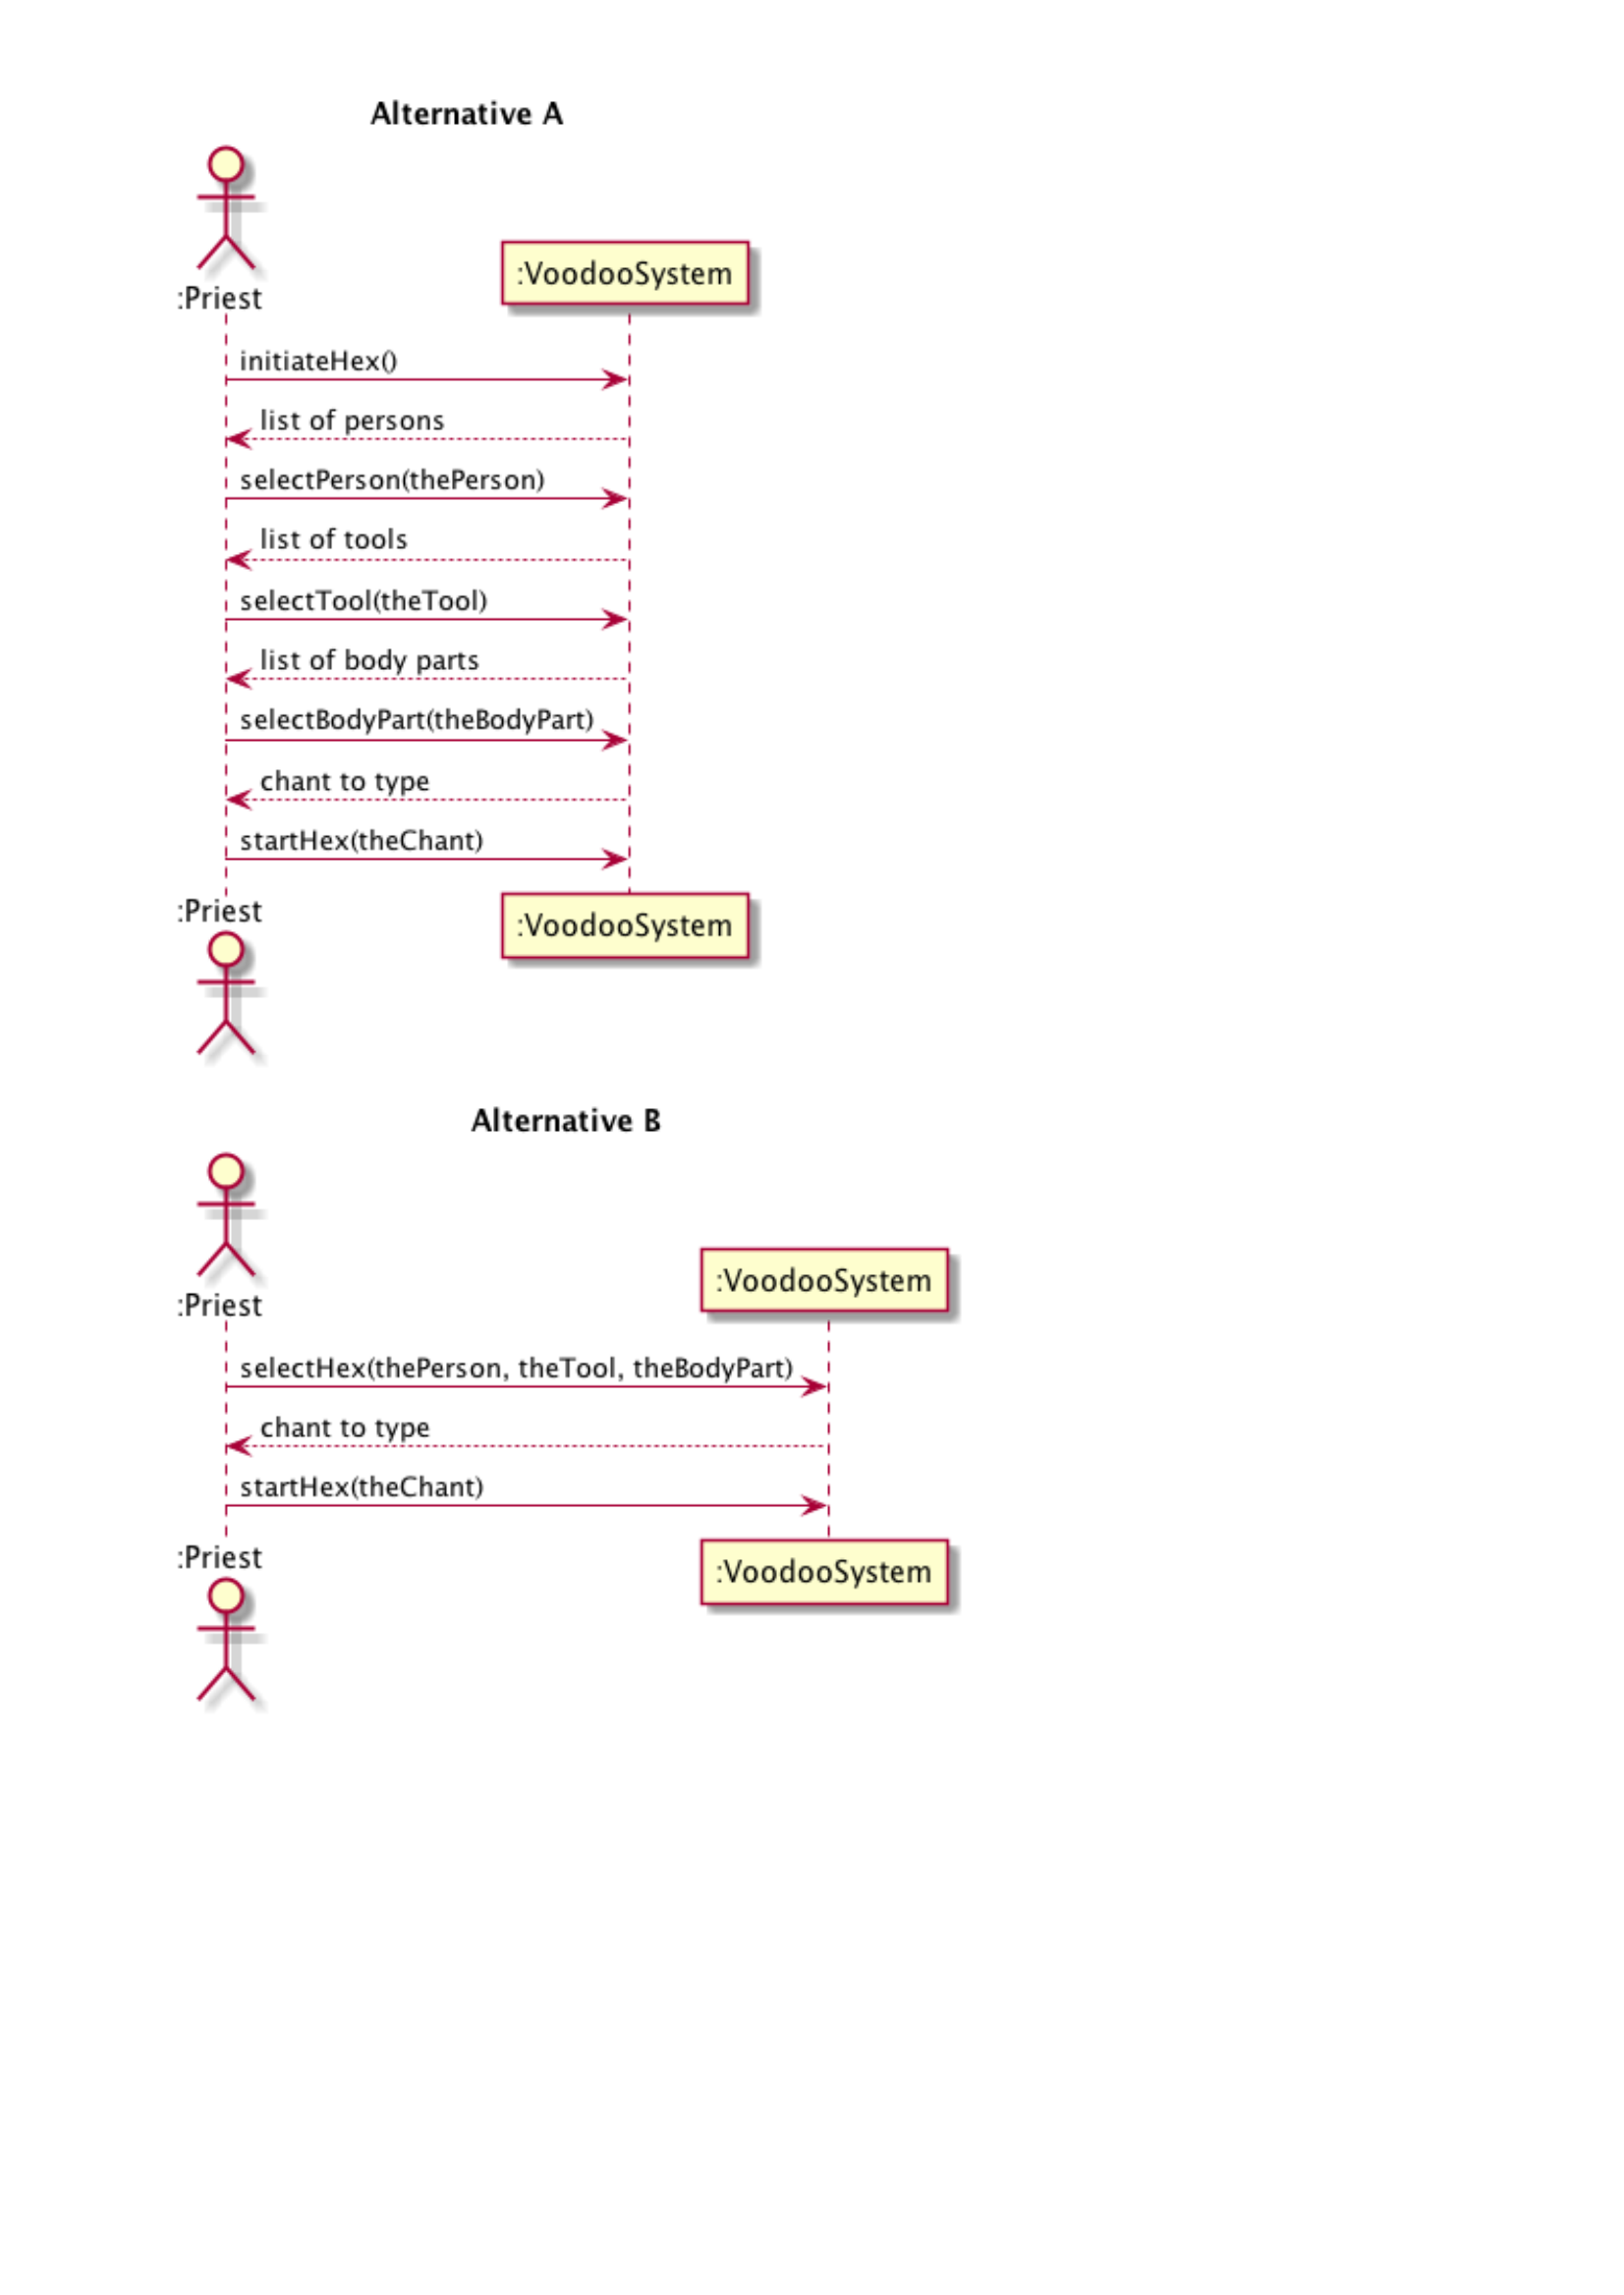 Alternative A
:Priest
:VoodooSystem
initiateHex()
list of persons
selectPerson(thePerson)
list of tools
selectTool(theTool)
list of body parts
selectBodyPart(theBodyPart)
chant to type
startHex(theChant)
:Priest
:VoodooSystem
Alternative B
:Priest
:VoodooSystem
selectHex(thePerson, theTool, theBodyPart)
chant to type
startHex(theChant)
:Priest
:VoodooSystem